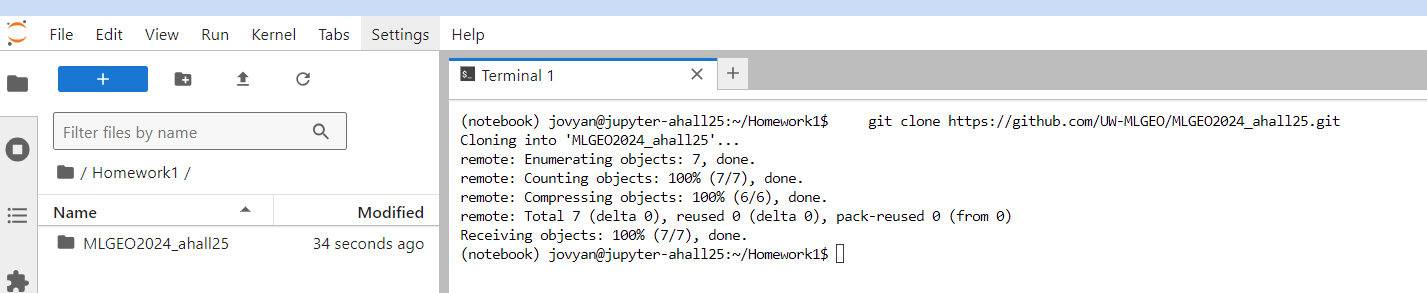 File Edit View Run Kernel Tabs Settings Help
+
Filter files by name
/ Homework1 /
Name Modified
MLGEO2024_ahall25 34 seconds ago
$_ Terminal 1 × +
(notebook) jovyan@jupyter-ahall25:~/Homework1$     git clone https://github.com/UW-MLGEO/MLGEO2024_ahall25.git
Cloning into 'MLGEO2024_ahall25'...
remote: Enumerating objects: 7, done.
remote: Counting objects: 100% (7/7), done.
remote: Compressing objects: 100% (6/6), done.
remote: Total 7 (delta 0), reused 0 (delta 0), pack-reused 0 (from 0)
Receiving objects: 100% (7/7), done.
(notebook) jovyan@jupyter-ahall25:~/Homework1$